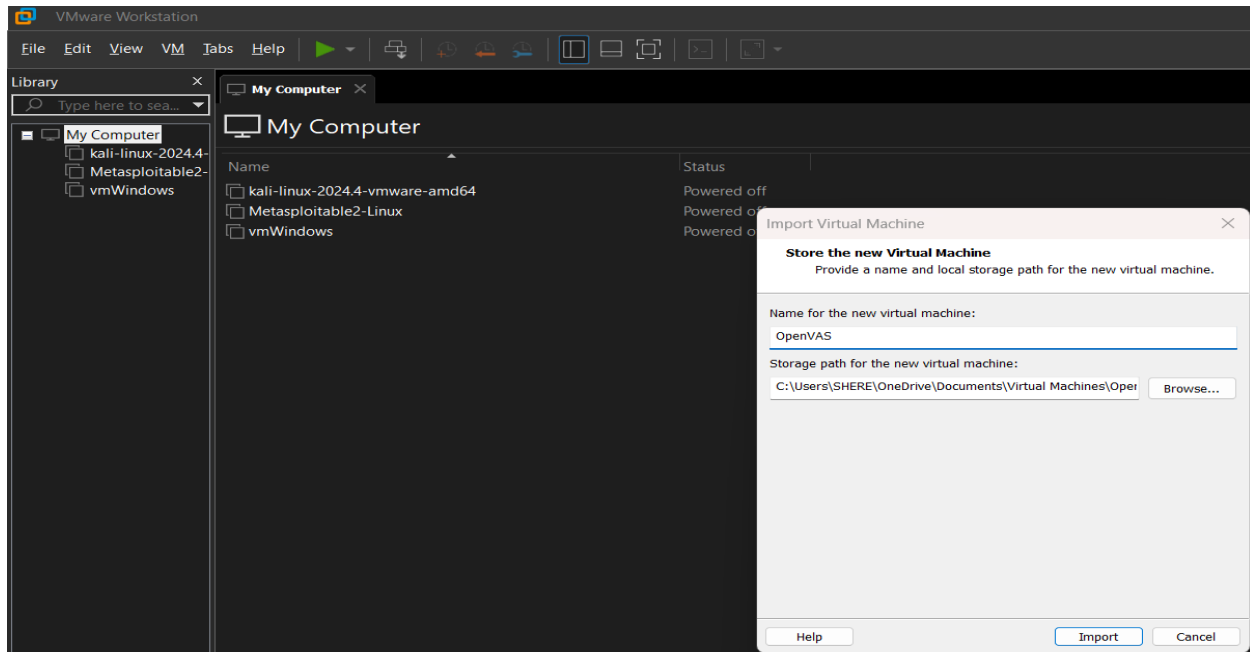 VMware Workstation
File Edit View VM Tabs Help
Library ×
Type here to sea...
My Computer
kali-linux-2024.4-
Metasploitable2-
vmWindows
My Computer ×
My Computer
Name Status
kali-linux-2024.4-vmware-amd64 Powered off
Metasploitable2-Linux Powered off
vmWindows Powered o
Import Virtual Machine
Store the new Virtual Machine
Provide a name and local storage path for the new virtual machine.
Name for the new virtual machine:
OpenVAS
Storage path for the new virtual machine:
C:\Users\SHERE\OneDrive\Documents\Virtual Machines\Oper Browse...
Help Import Cancel